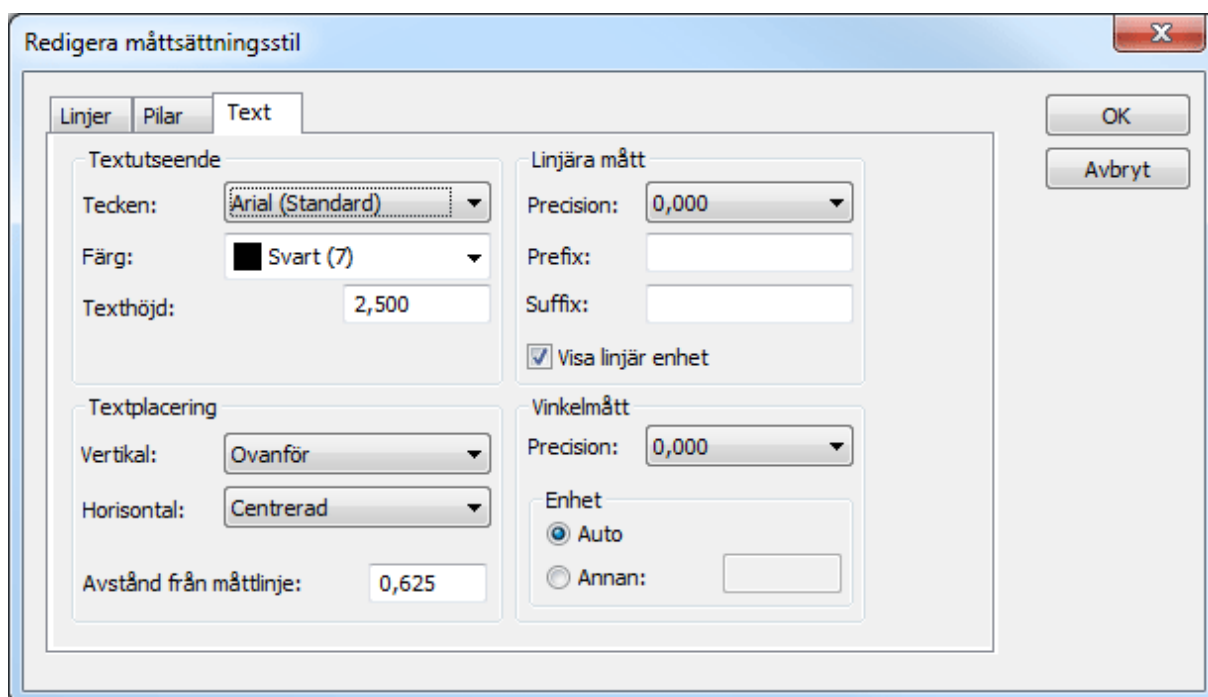 Redigera måttsättningsstil
Linjer Pilar Text
OK
Avbryt
Textutseende
Tecken: Arial (Standard)
Färg: Svart (7)
Texthöjd: 2,500
Linjära mått
Precision: 0,000
Prefix:
Suffix:
Visa linjär enhet
Textplacering
Vertikal: Ovanför
Horisontal: Centrerad
Avstånd från måttlinje: 0,625
Vinkelmått
Precision: 0,000
Enhet
Auto
Annan: